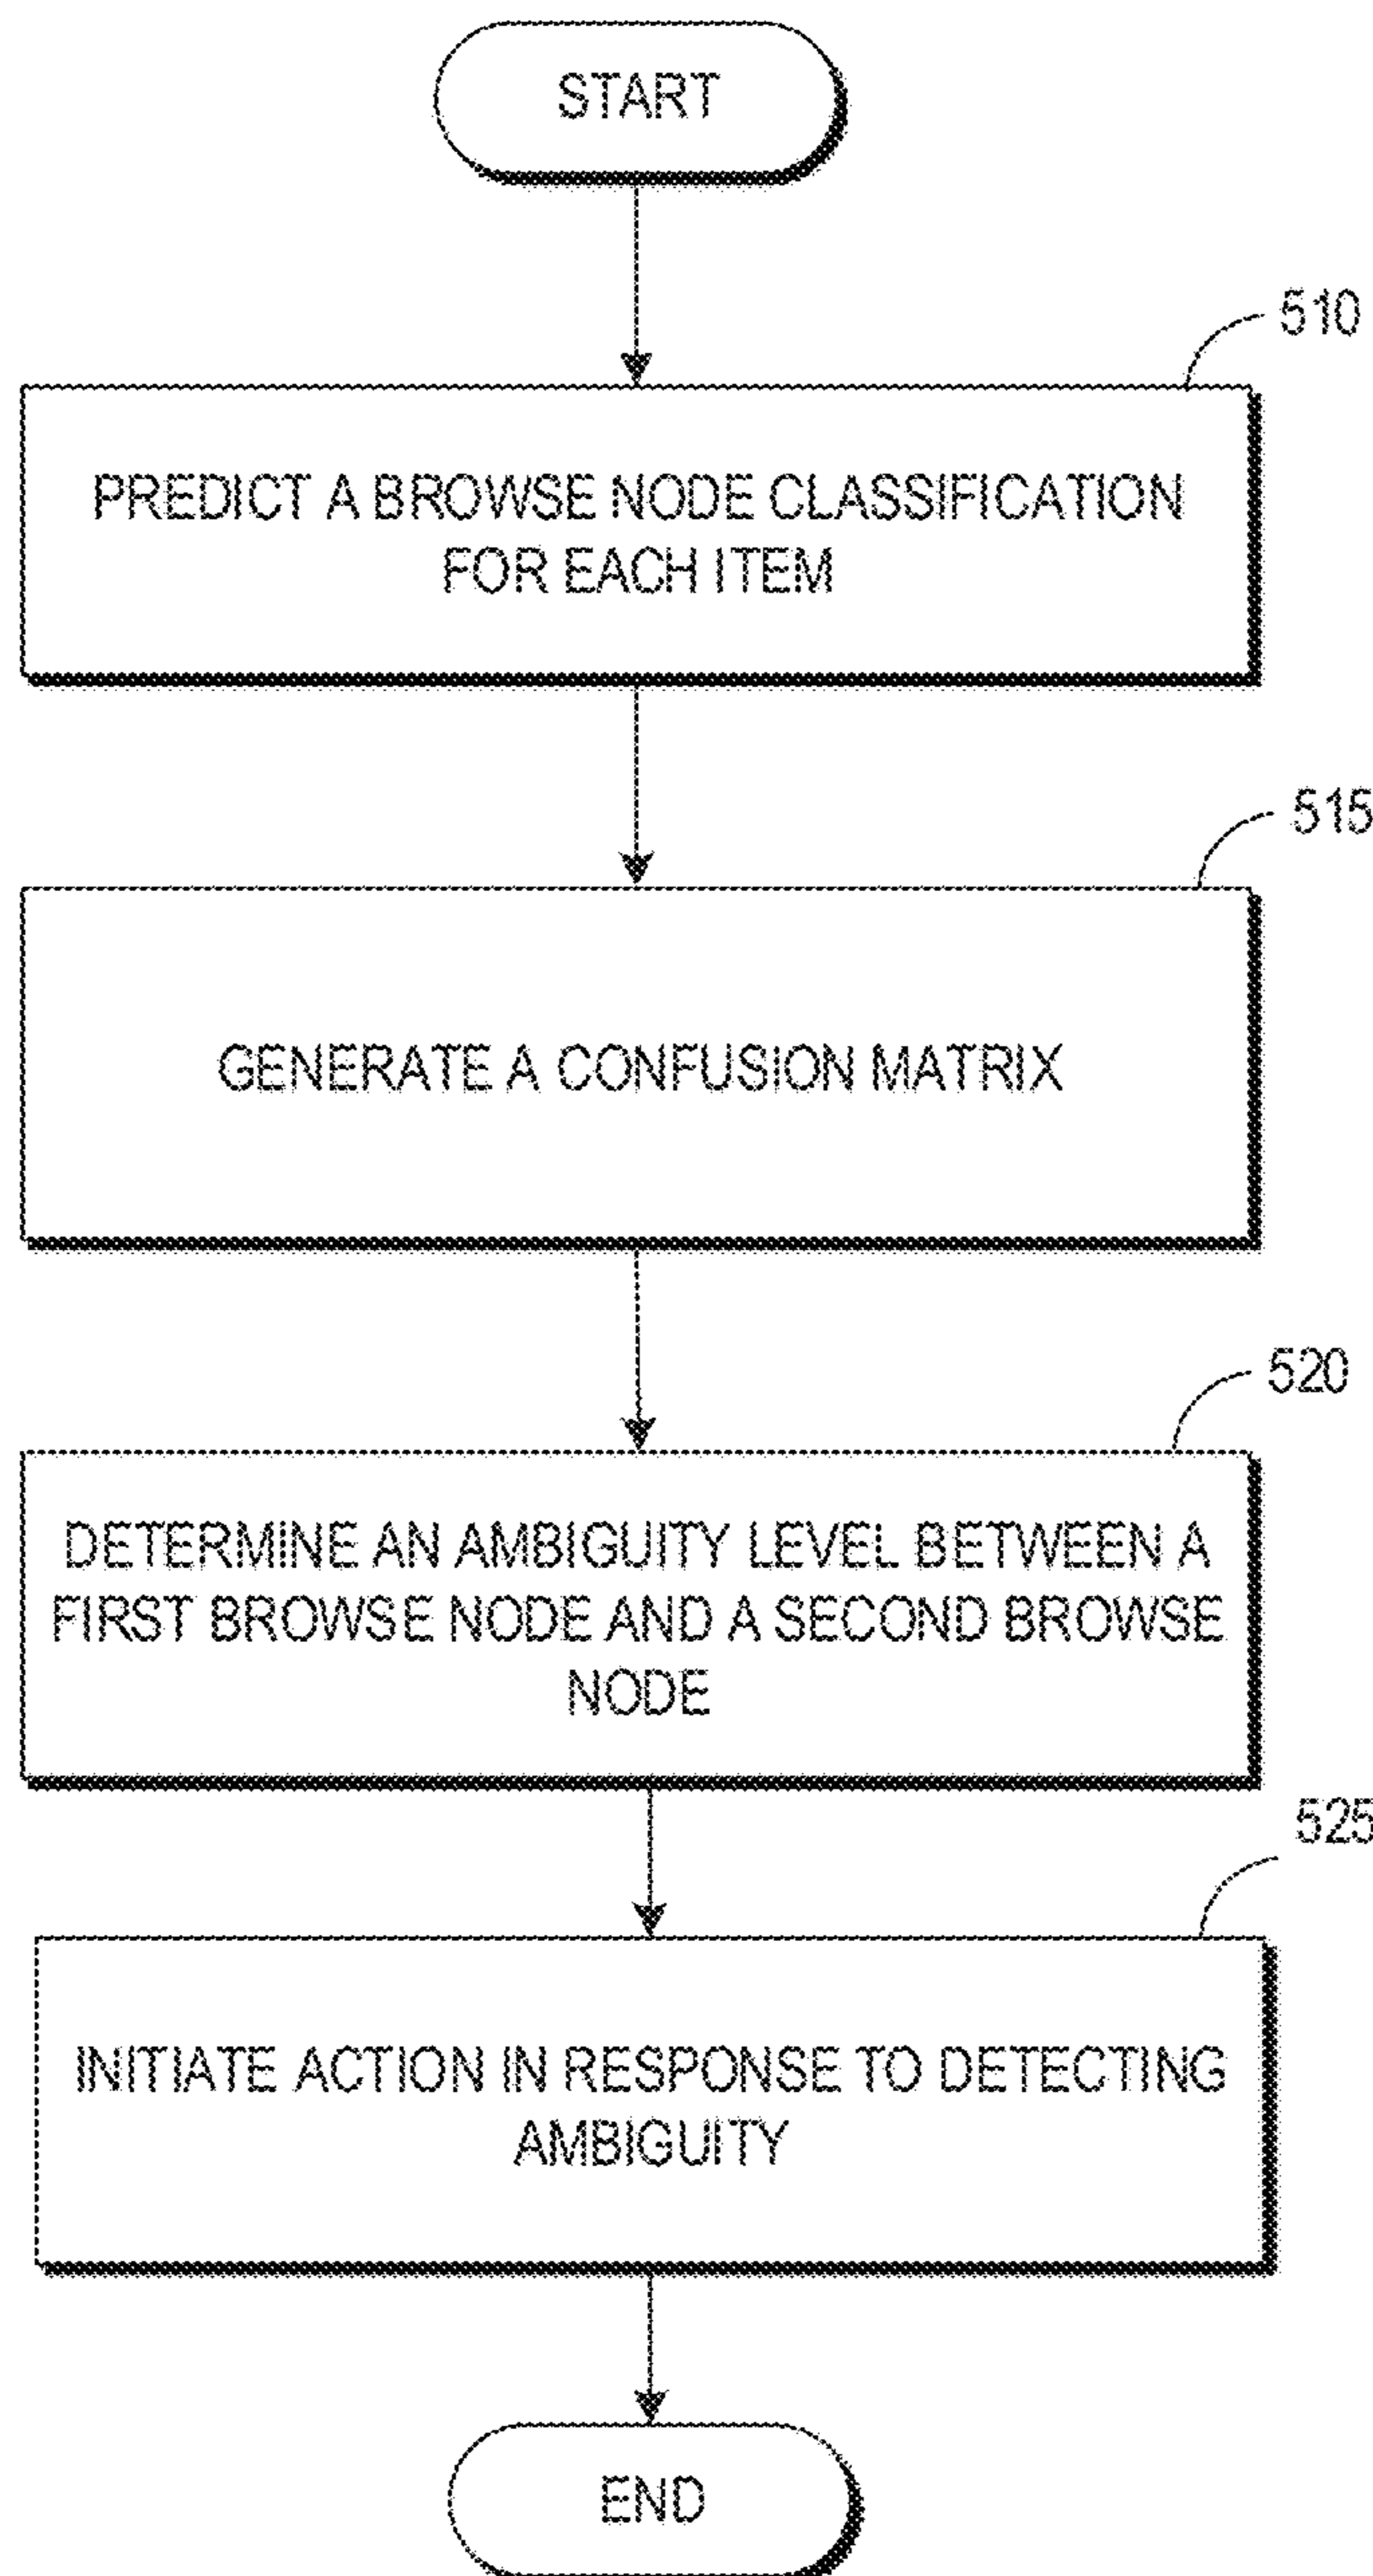 START
510
PREDICT A BROWSE NODE CLASSIFICATION
FOR EACH ITEM
515
GENERATE A CONFUSION MATRIX
520
DETERMINE AN AMBIGUITY LEVEL BETWEEN A
FIRST BROWSE NODE AND A SECOND BROWSE
NODE
525
INITIATE ACTION IN RESPONSE TO DETECTING
AMBIGUITY
END